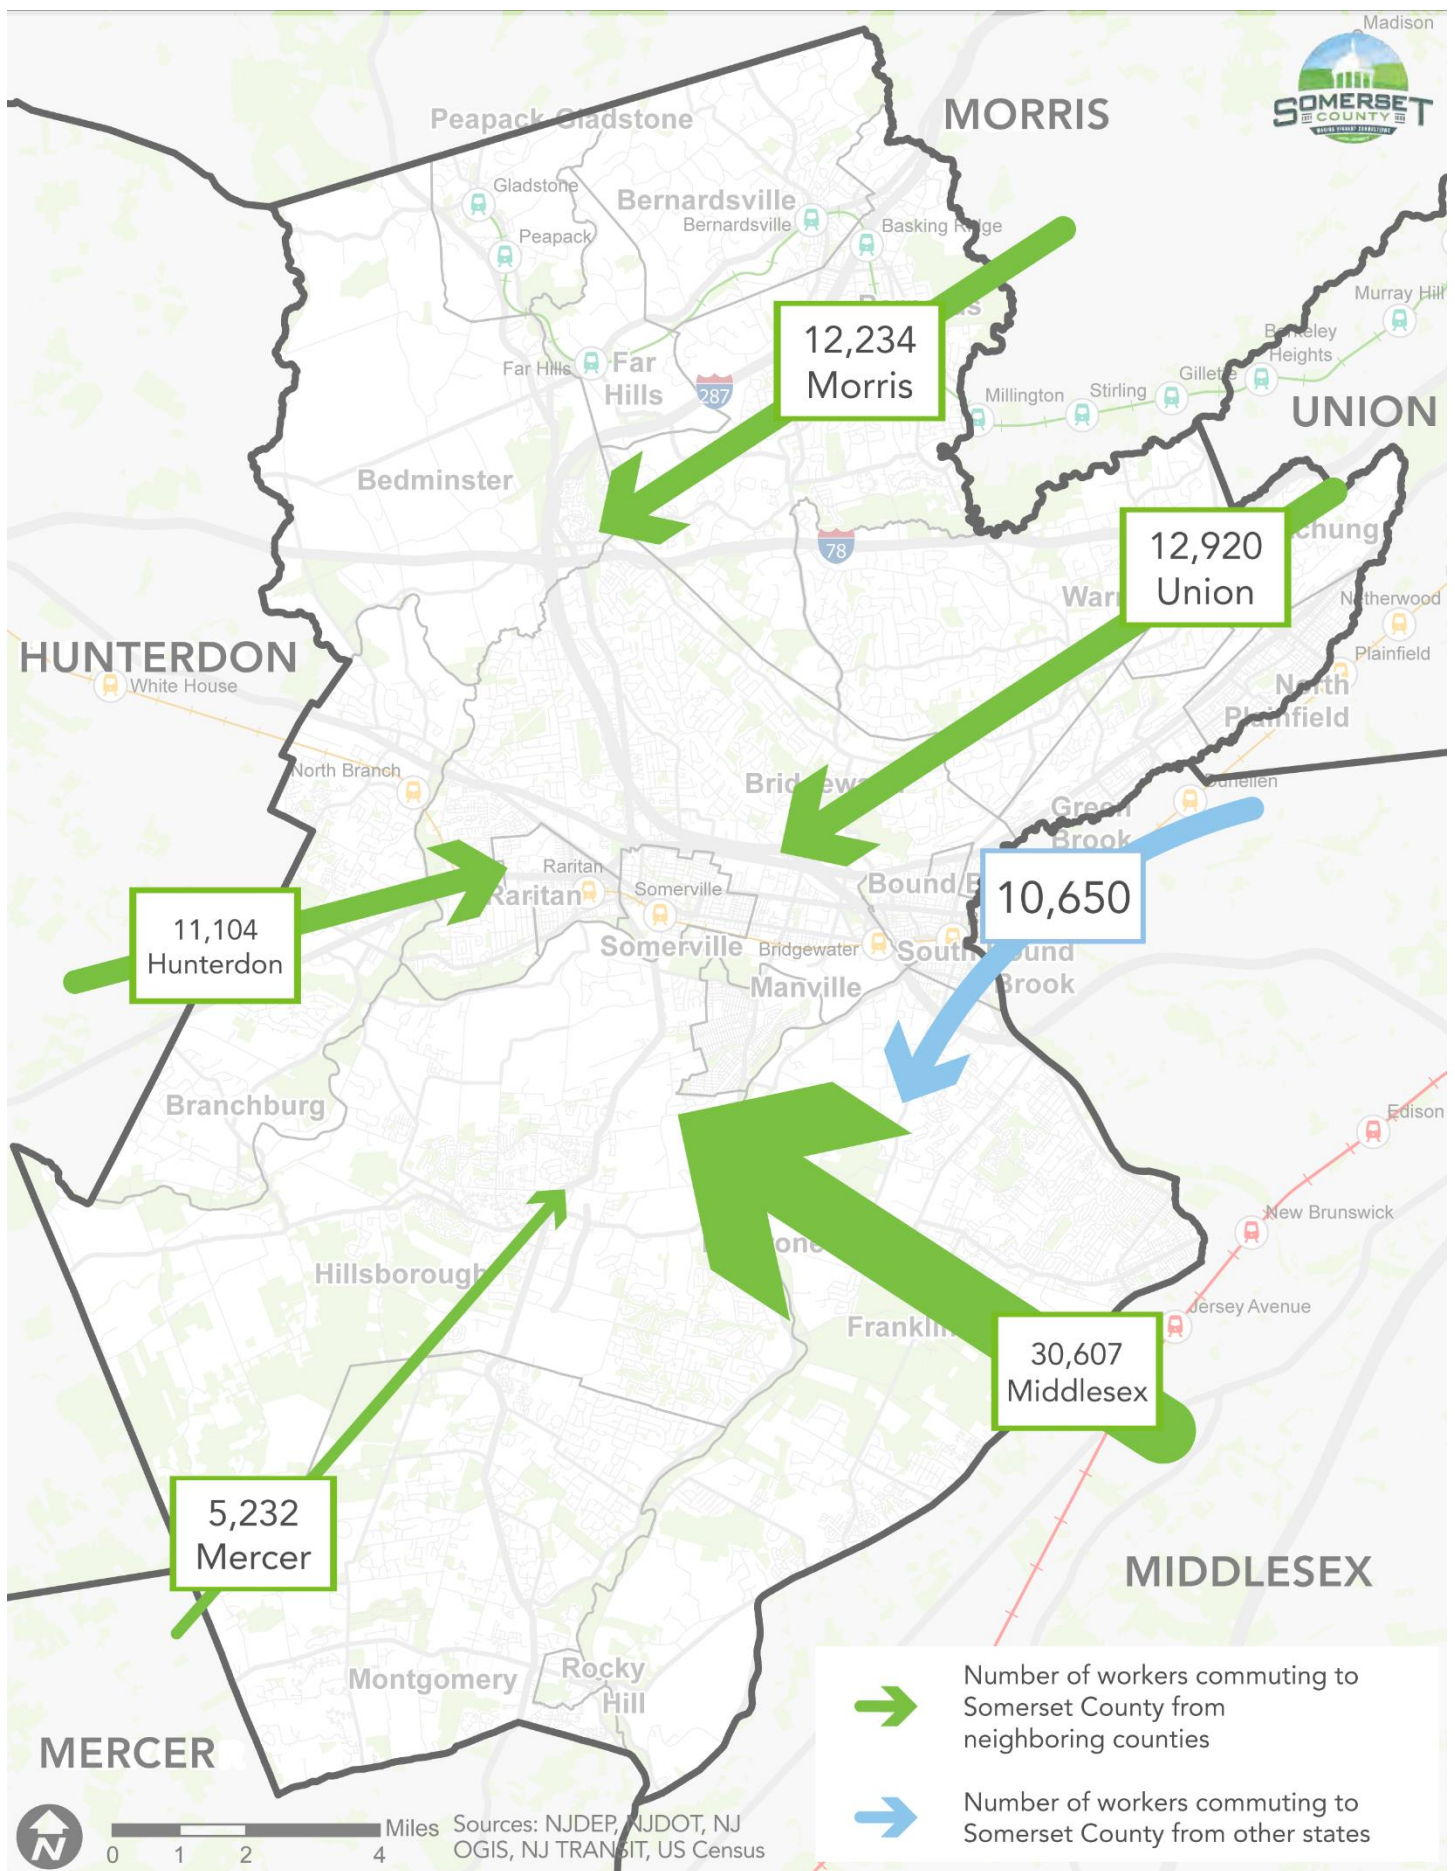 Madison
MORRIS
SOMERSET
COUNTY
Peapack Gladstone
Gladstone
Peapack
Bernardsville
Bernardsville
Basking Ridge
12,234
Morris
Far Hills
Far
Hills
287
Murray Hill
Berkeley
Heights
Gillette
Stirling
Millington
UNION
Bedminster
78
12,920
Union
Netherwood
Plainfield
North
Plainfield
HUNTERDON
White House
North Branch
Dunellen
Green
Brook
10,650
Raritan
Raritan
Somerville
Somerville
Bridgewater
Bound B
South Bound
Brook
Manville
11,104
Hunterdon
Branchburg
Edison
New Brunswick
Jersey Avenue
Hillsborough
Franklin
30,607
Middlesex
5,232
Mercer
MIDDLESEX
Montgomery
Rocky
Hill
MERCER
Number of workers commuting to
Somerset County from
neighboring counties
Number of workers commuting to
Somerset County from other states
N
0 1 2 4
Miles
Sources: NJDEP, NJDOT, NJ
OGIS, NJ TRANSIT, US Census